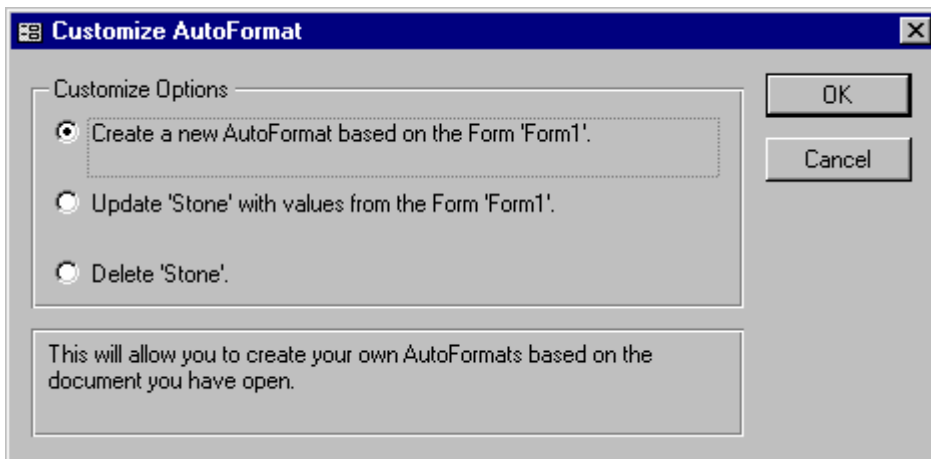 Customize AutoFormat
Customize Options
Create a new AutoFormat based on the Form 'Form1'.
Update 'Stone' with values from the Form 'Form1'.
Delete 'Stone'.
OK
Cancel
This will allow you to create your own AutoFormats based on the
document you have open.